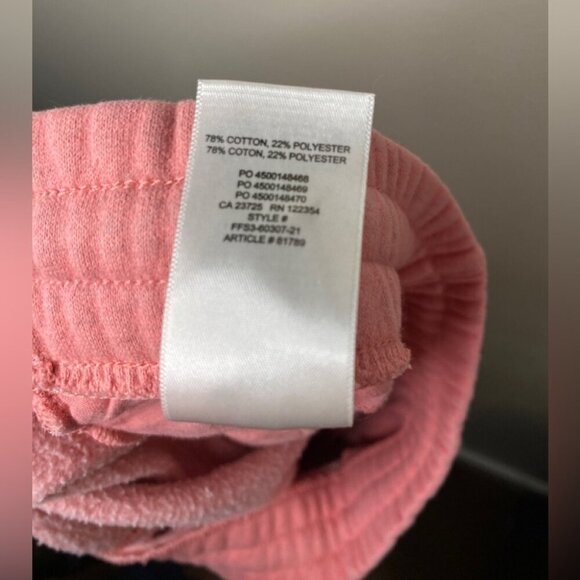 78% COTTON, 22% POLYESTER
78% COTON, 22% POLYESTER
PO 4500148468
PO 4500148469
PO 4500148470
CA 23725 RN 122354
STYLE #
FFS3-60307-21
ARTICLE # 81789